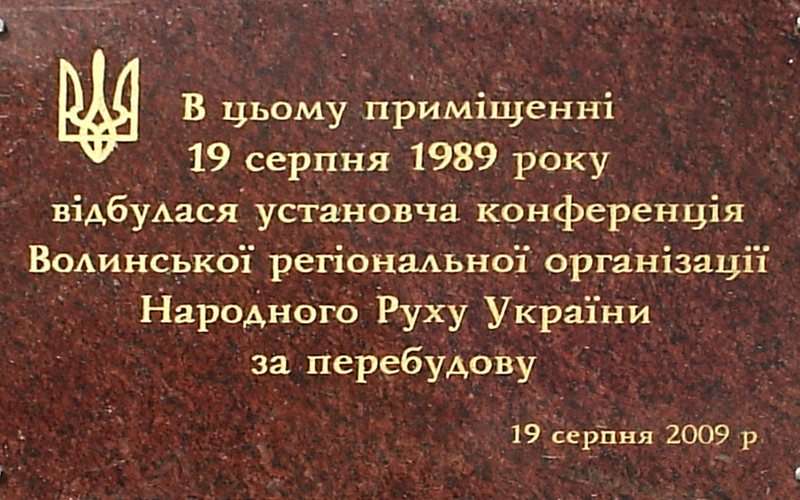 В цьому приміщенні
19 серпня 1989 року
відбулася установча конференція
Волинської регіональної організації
Народного Руху України
за перебудову
19 серпня 2009 р